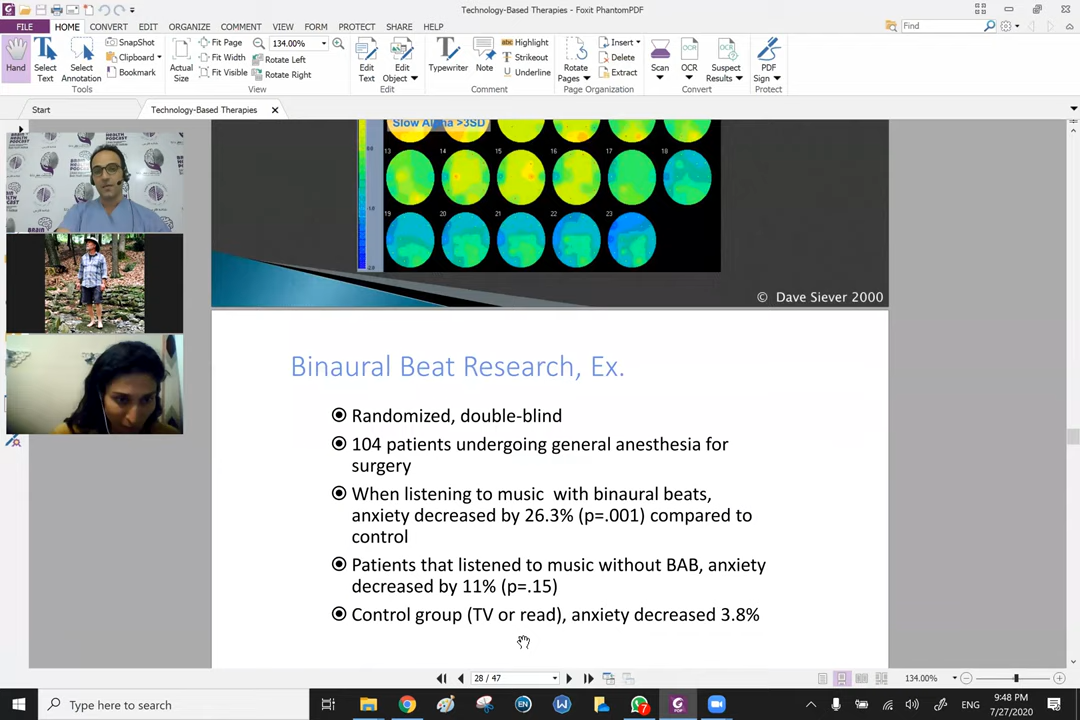 Technology-Based Therapies - Foxit PhantomPDF
FILE HOME CONVERT EDIT ORGANIZE COMMENT VIEW FORM PROTECT SHARE HELP
Find
Hand
Select Text
Select Annotation
SnapShot
Clipboard
Bookmark
Tools
Actual Size
Fit Page
Fit Width
Fit Visible
134.00%
Rotate Left
Rotate Right
View
Edit Text
Edit Object
Edit
Typewriter
Note
Highlight
Strikeout
Underline
Comment
Rotate Pages
Insert
Delete
Extract
Page Organization
Scan
OCR
Suspect Results
Convert
PDF Sign
Protect
Start
Technology-Based Therapies
Slow Alpha >3SD
13 14 15 16 17 18
19 20 21 22 23
© Dave Siever 2000
Binaural Beat Research, Ex.
Randomized, double-blind
104 patients undergoing general anesthesia for
surgery
When listening to music with binaural beats,
anxiety decreased by 26.3% (p=.001) compared to
control
Patients that listened to music without BAB, anxiety
decreased by 11% (p=.15)
Control group (TV or read), anxiety decreased 3.8%
28 / 47
134.00%
Type here to search
ENG
9:48 PM
7/27/2020